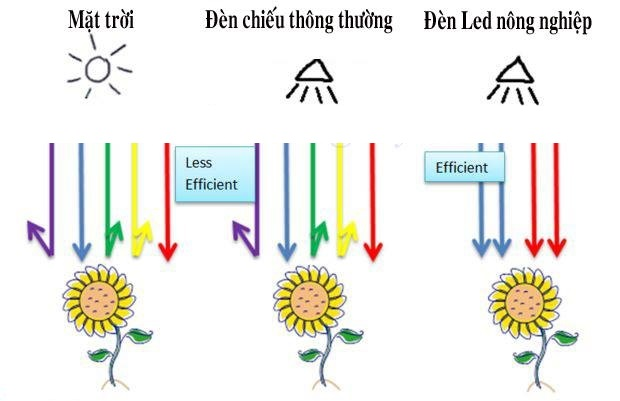 Mặt trời
Đèn chiếu thông thường
Đèn Led nông nghiệp
Less
Efficient
Efficient